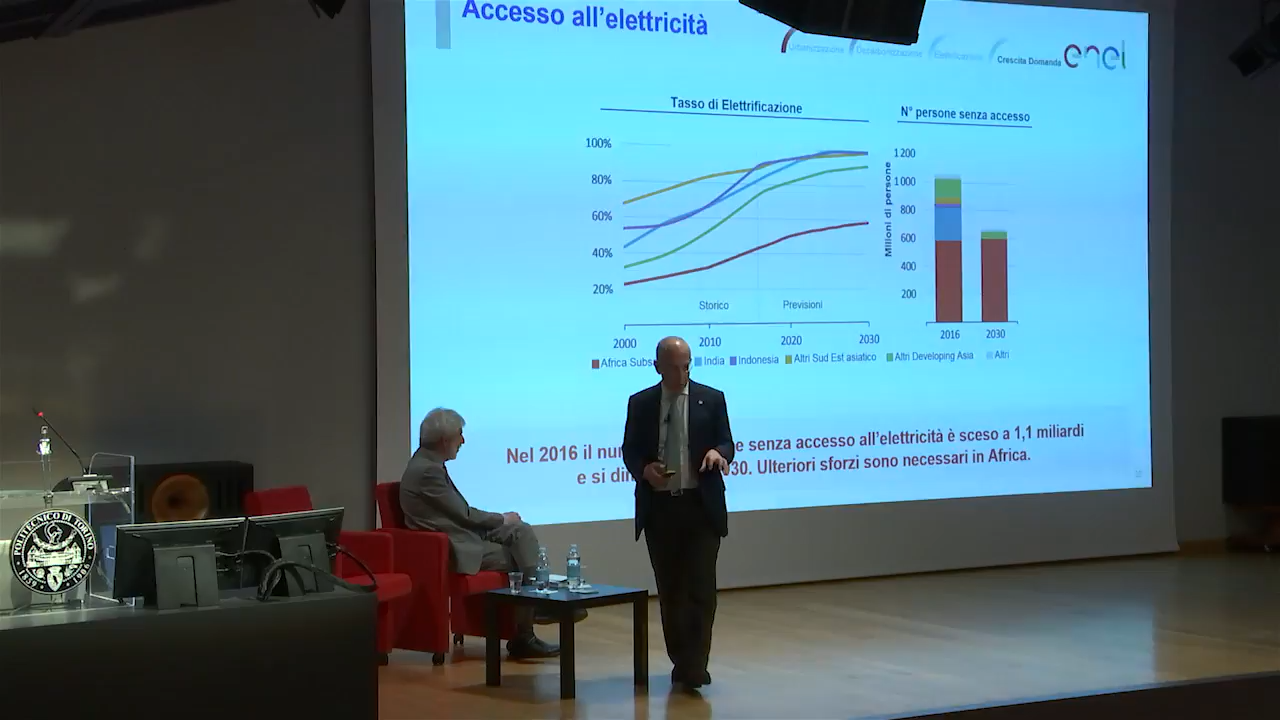 Accesso all'elettricità
Urbanizzazione Decarbonizzazione Elettrificazione Crescita Domanda enel
Tasso di Elettrificazione
N° persone senza accesso
100%
80%
60%
40%
20%
Storico Previsioni
2000 2010 2020 2030
Milioni di persone
1200
1000
800
600
400
200
2016 2030
Africa India Indonesia Altri Sud Est asiatico Altri Developing Asia Altri
Nel 2016 il senza accesso all'elettricità è sceso a 1,1 miliardi
e si Ulteriori sforzi sono necessari in Africa.
POLITECNICO DI TORINO